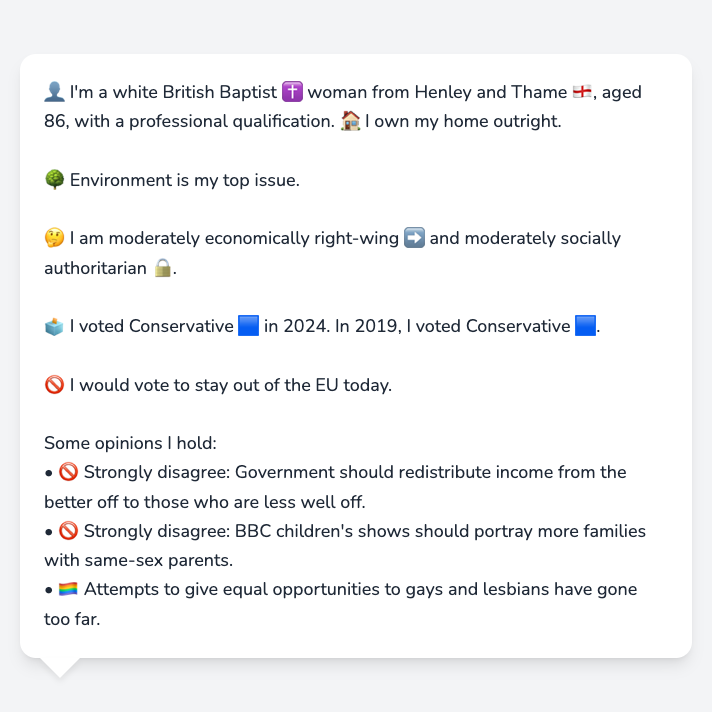 👤 I'm a white British Baptist ✝️ woman from Henley and Thame 🏴󠁧󠁢󠁥󠁮󠁧󠁿, aged
86, with a professional qualification. 🏠 I own my home outright.
🌳 Environment is my top issue.
🤔 I am moderately economically right-wing ➡️ and moderately socially
authoritarian 🔒.
🗳️ I voted Conservative 🟦 in 2024. In 2019, I voted Conservative 🟦.
🚫 I would vote to stay out of the EU today.
Some opinions I hold:
• 🚫 Strongly disagree: Government should redistribute income from the
better off to those who are less well off.
• 🚫 Strongly disagree: BBC children's shows should portray more families
with same-sex parents.
• 🏳️‍🌈 Attempts to give equal opportunities to gays and lesbians have gone
too far.